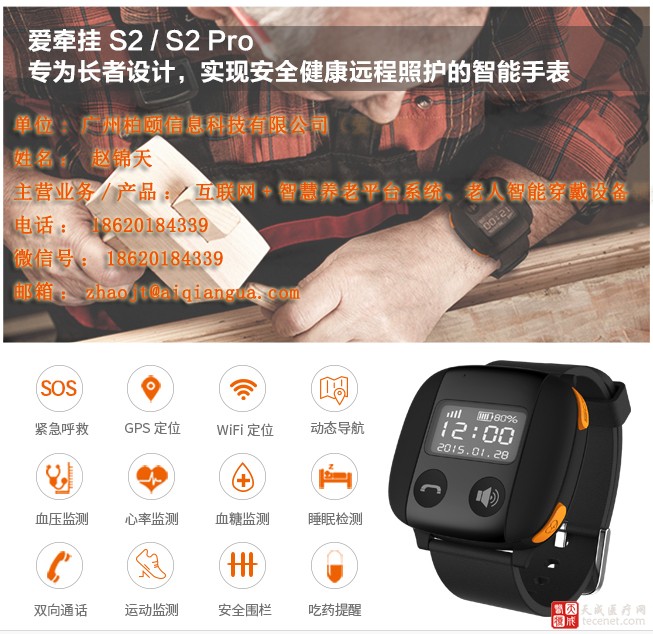 爱牵挂 S2 / S2 Pro
专为长者设计，实现安全健康远程照护的智能手表
单位：广州柏颐信息科技有限公司
姓名： 赵锦天
主营业务/产品： 互联网+智慧养老平台系统、老人智能穿戴设备
电话： 18620184339
微信号： 18620184339
邮箱： zhaojt@aiqiangua.com
SOS
紧急呼救 GPS 定位 WiFi 定位 动态导航
80%
12:00
2015.01.28
血压监测 心率监测 血糖监测 睡眠检测
双向通话 运动监测 安全围栏 吃药提醒
天成医疗网
tecenet.com